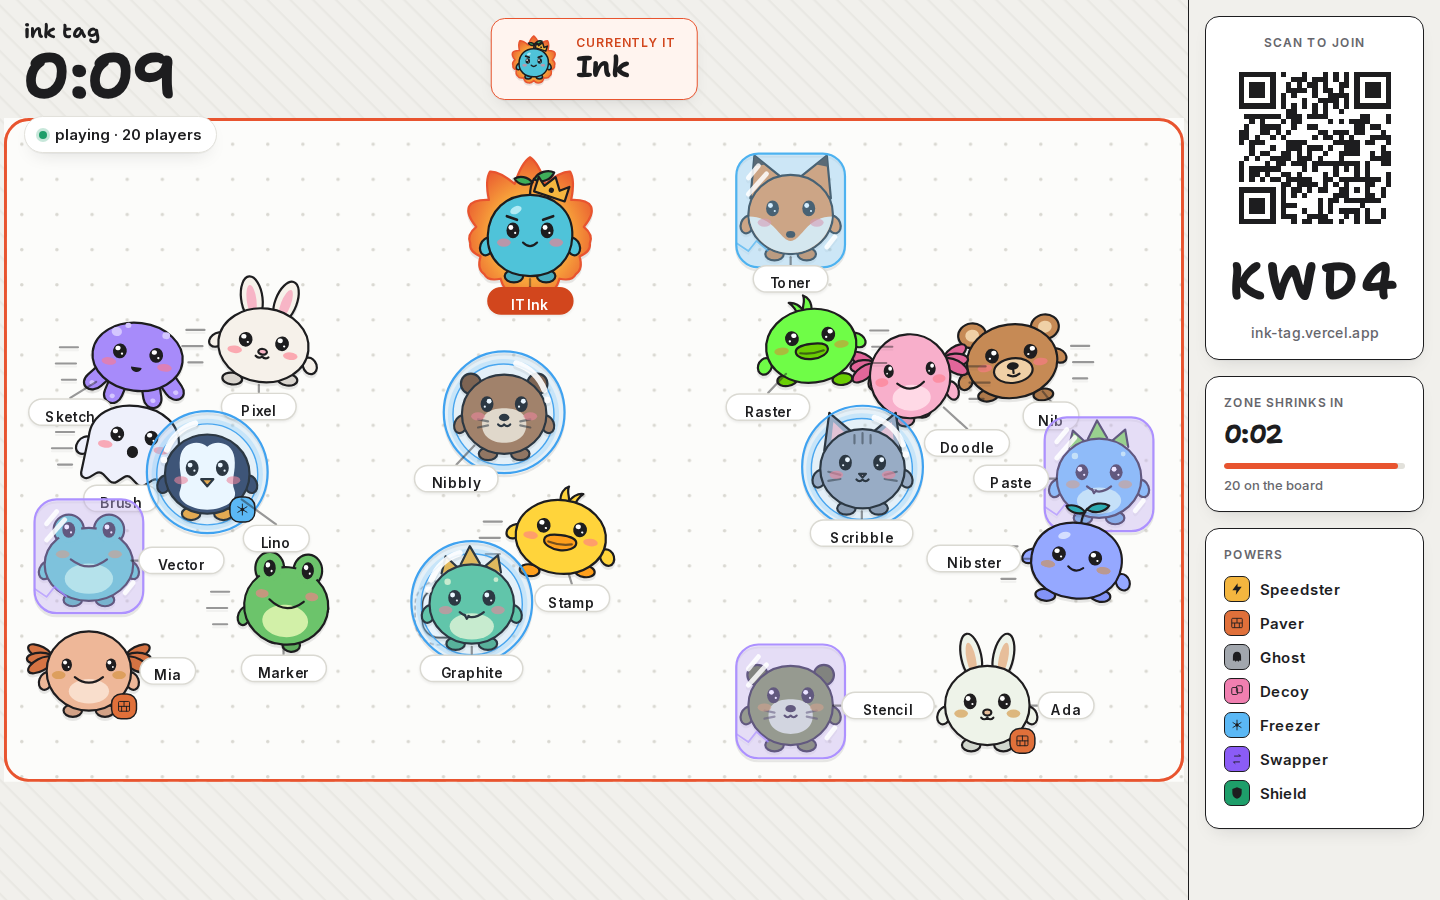 ink tag
0:09
CURRENTLY IT
Ink
playing · 20 players
Toner
IT Ink
Sketch
Pixel
Raster
Nib
Doodle
Nibbly
Paste
Brush
Scribble
Lino
Vector
Nibster
Stamp
Marker
Mia
Graphite
Stencil
Ada
SCAN TO JOIN
KWD4
ink-tag.vercel.app
ZONE SHRINKS IN
0:02
20 on the board
POWERS
Speedster
Paver
Ghost
Decoy
Freezer
Swapper
Shield